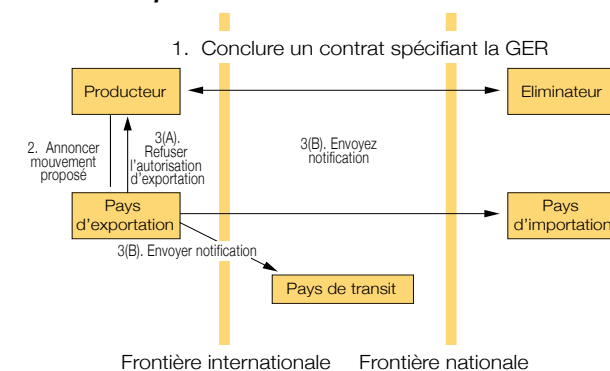 1. Conclure un contrat spécifiant la GER
Producteur
Eliminateur
2. Annoncer
mouvement
proposé
3(A).
Refuser
l'autorisation
d'exportation
3(B). Envoyez
notification
Pays
d'exportation
Pays
d'importation
3(B). Envoyer notification
Pays de transit
Frontière internationale
Frontière nationale